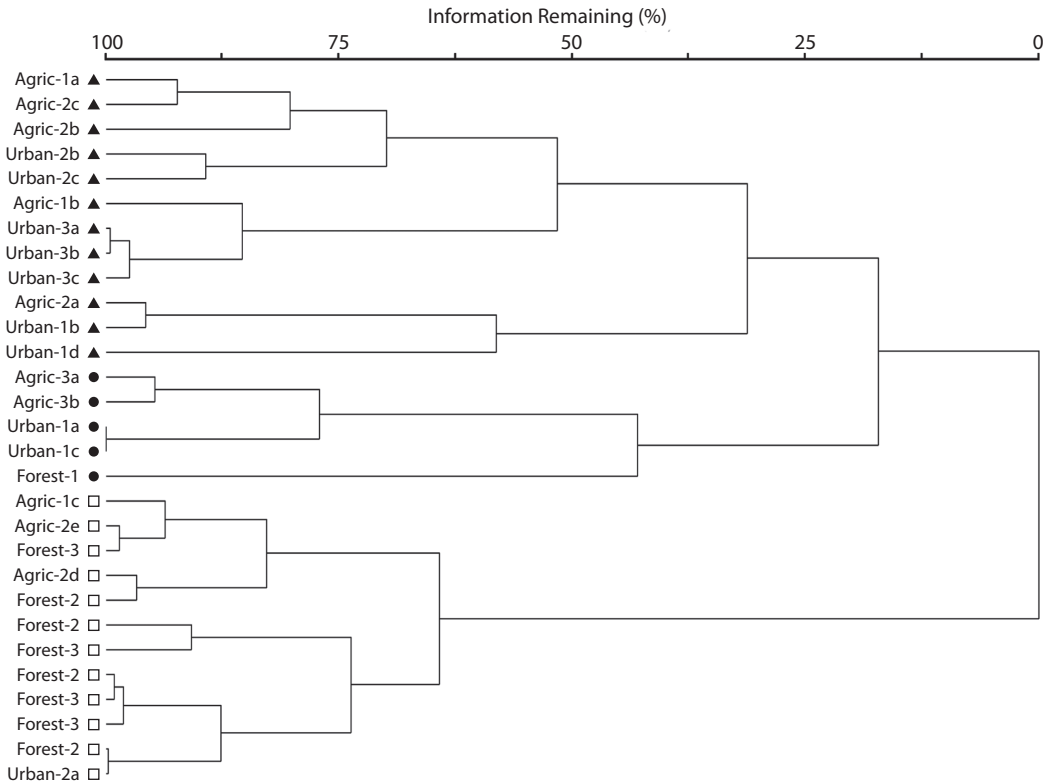 Information Remaining (%)
100 75 50 25 0
Agric-1a
Agric-2c
Agric-2b
Urban-2b
Urban-2c
Agric-1b
Urban-3a
Urban-3b
Urban-3c
Agric-2a
Urban-1b
Urban-1d
Agric-3a
Agric-3b
Urban-1a
Urban-1c
Forest-1
Agric-1c
Agric-2e
Forest-3
Agric-2d
Forest-2
Forest-2
Forest-3
Forest-2
Forest-3
Forest-3
Forest-2
Urban-2a